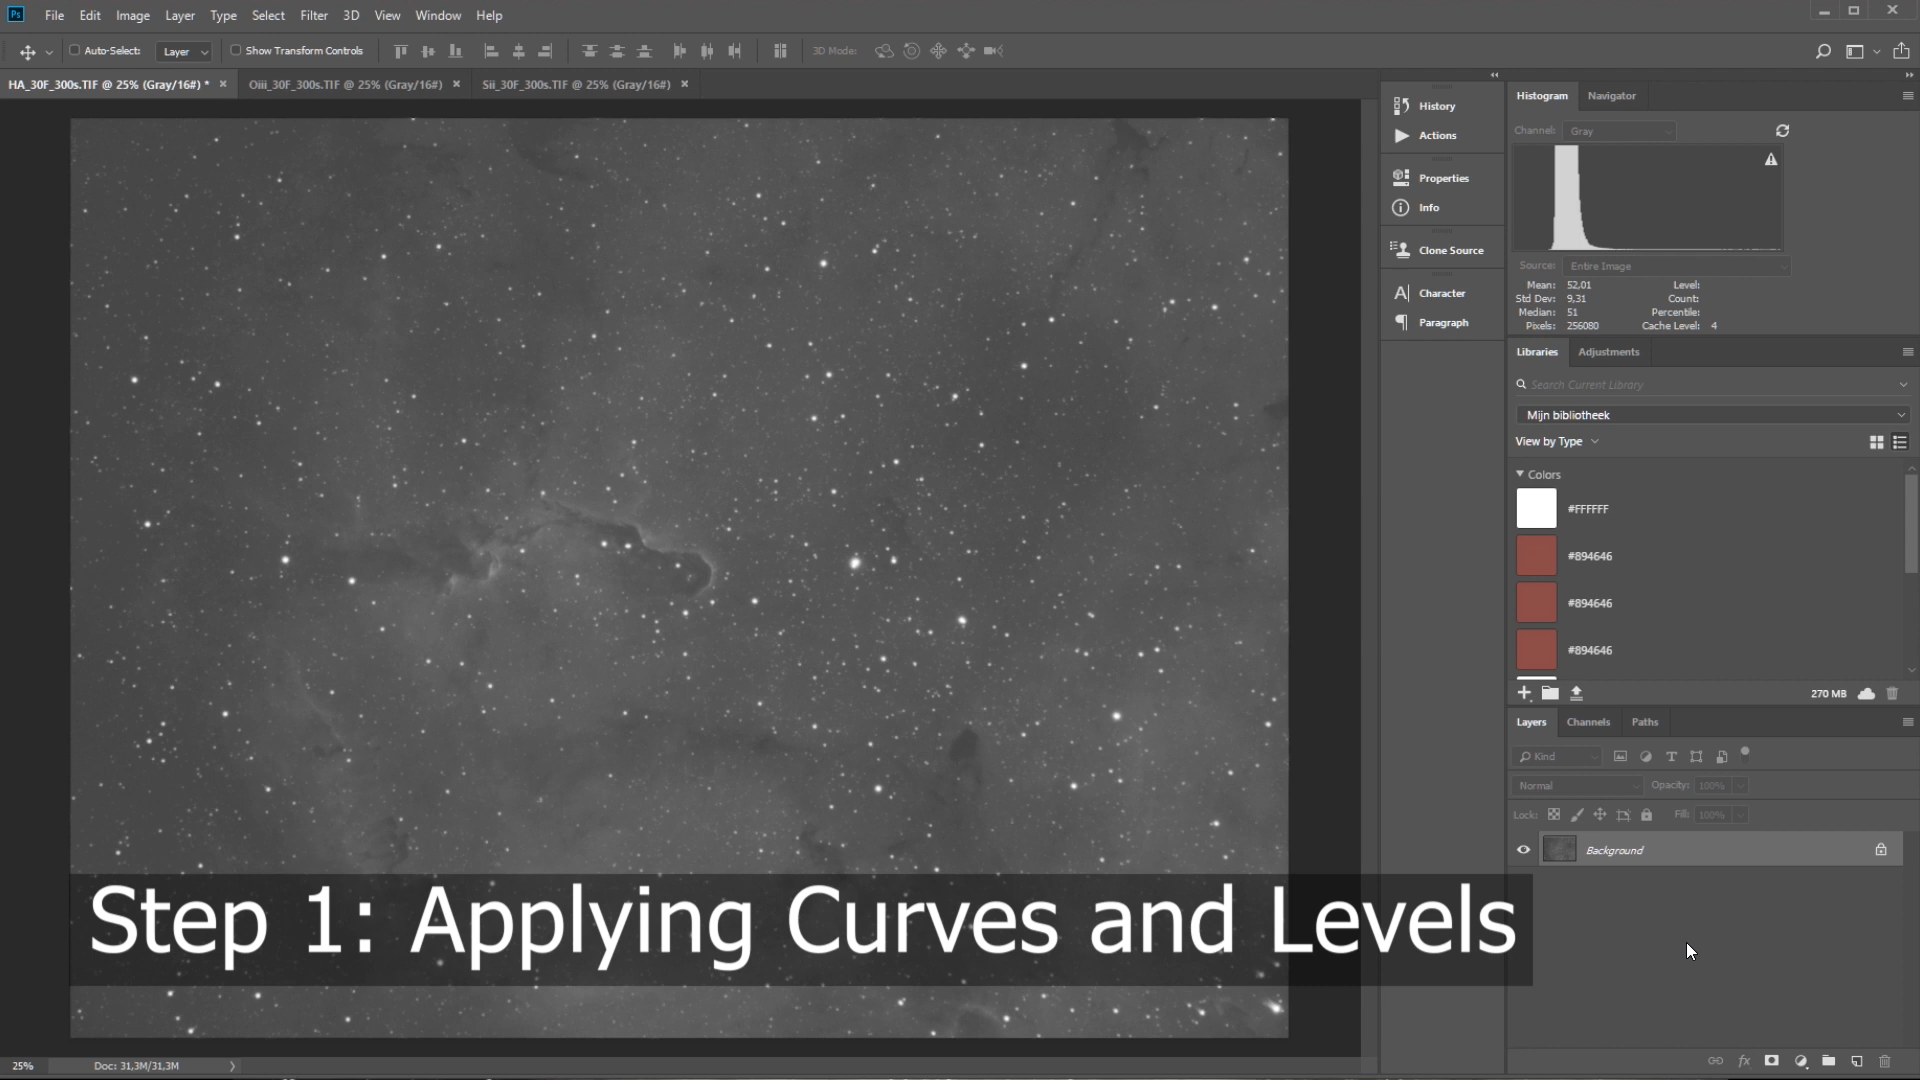 Ps File Edit Image Layer Type Select Filter 3D View Window Help
Auto-Select: Layer Show Transform Controls 3D Mode:
HA_30F_300s.TIF @ 25% (Gray/16#) * × Oiii_30F_300s.TIF @ 25% (Gray/16#) × Sii_30F_300s.TIF @ 25% (Gray/16#) ×
History
Actions
Properties
Info
Clone Source
Character
Paragraph
Histogram Navigator
Channel: Gray
Source: Entire Image
Mean: 52,01 Level:
Std Dev: 9,31 Count:
Median: 51 Percentile:
Pixels: 256080 Cache Level: 4
Libraries Adjustments
Search Current Library
Mijn bibliotheek
View by Type
Colors
#FFFFFF
#894646
#894646
#894646
270 MB
Layers Channels Paths
Kind
Normal Opacity: 100%
Lock: Fill: 100%
Background
Step 1: Applying Curves and Levels
25% Doc: 31,3M/31,3M
fx